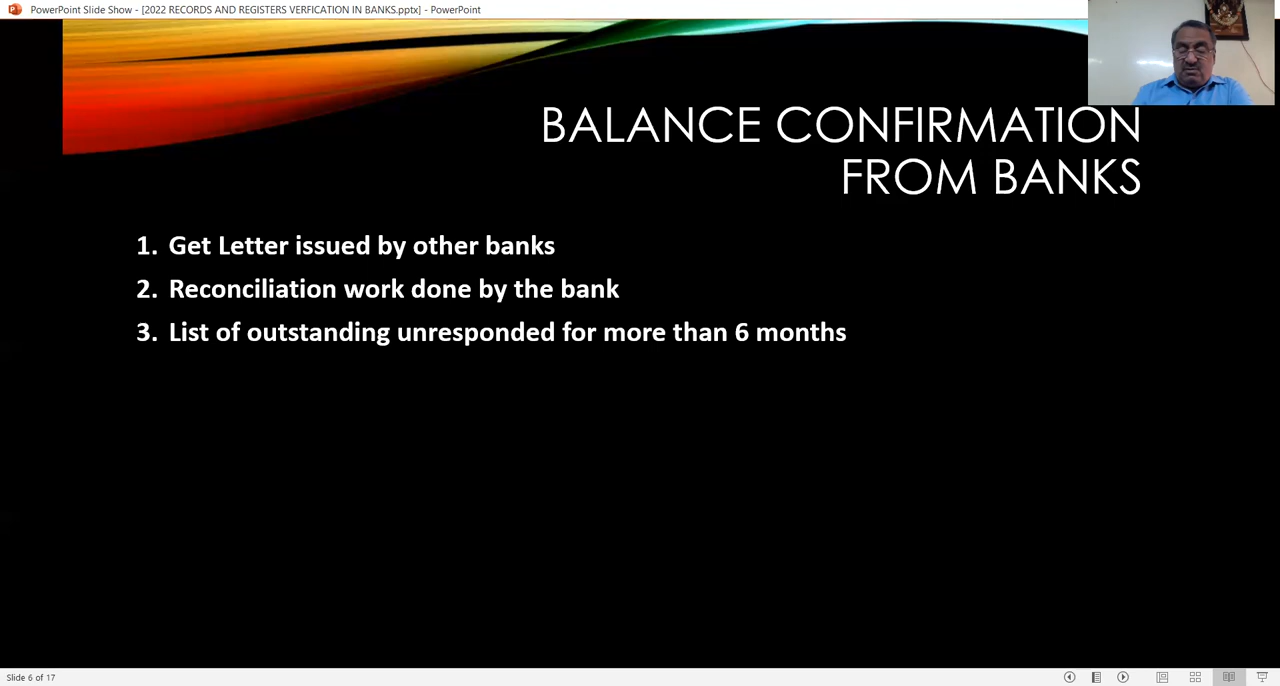 PowerPoint Slide Show - [2022 RECORDS AND REGISTERS VERFICATION IN BANKS.pptx] - PowerPoint
BALANCE CONFIRMATION
FROM BANKS
1. Get Letter issued by other banks
2. Reconciliation work done by the bank
3. List of outstanding unresponded for more than 6 months
Slide 6 of 17